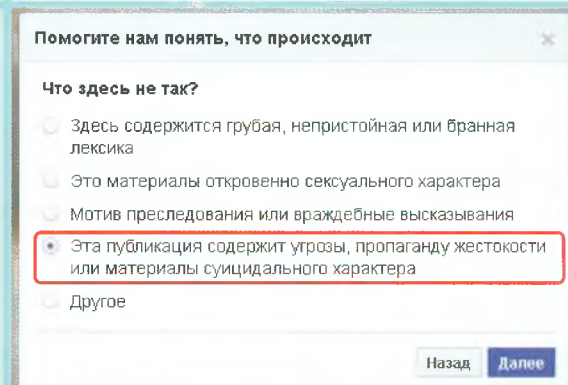 Помогите нам понять, что происходит
Что здесь не так?
Здесь содержится грубая, непристойная или бранная
лексика
Это материалы откровенно сексуального характера
Мотив преследования или враждебные высказывания
Эта публикация содержит угрозы, пропаганду жестокости
или материалы суицидального характера
Другое
Назад Далее